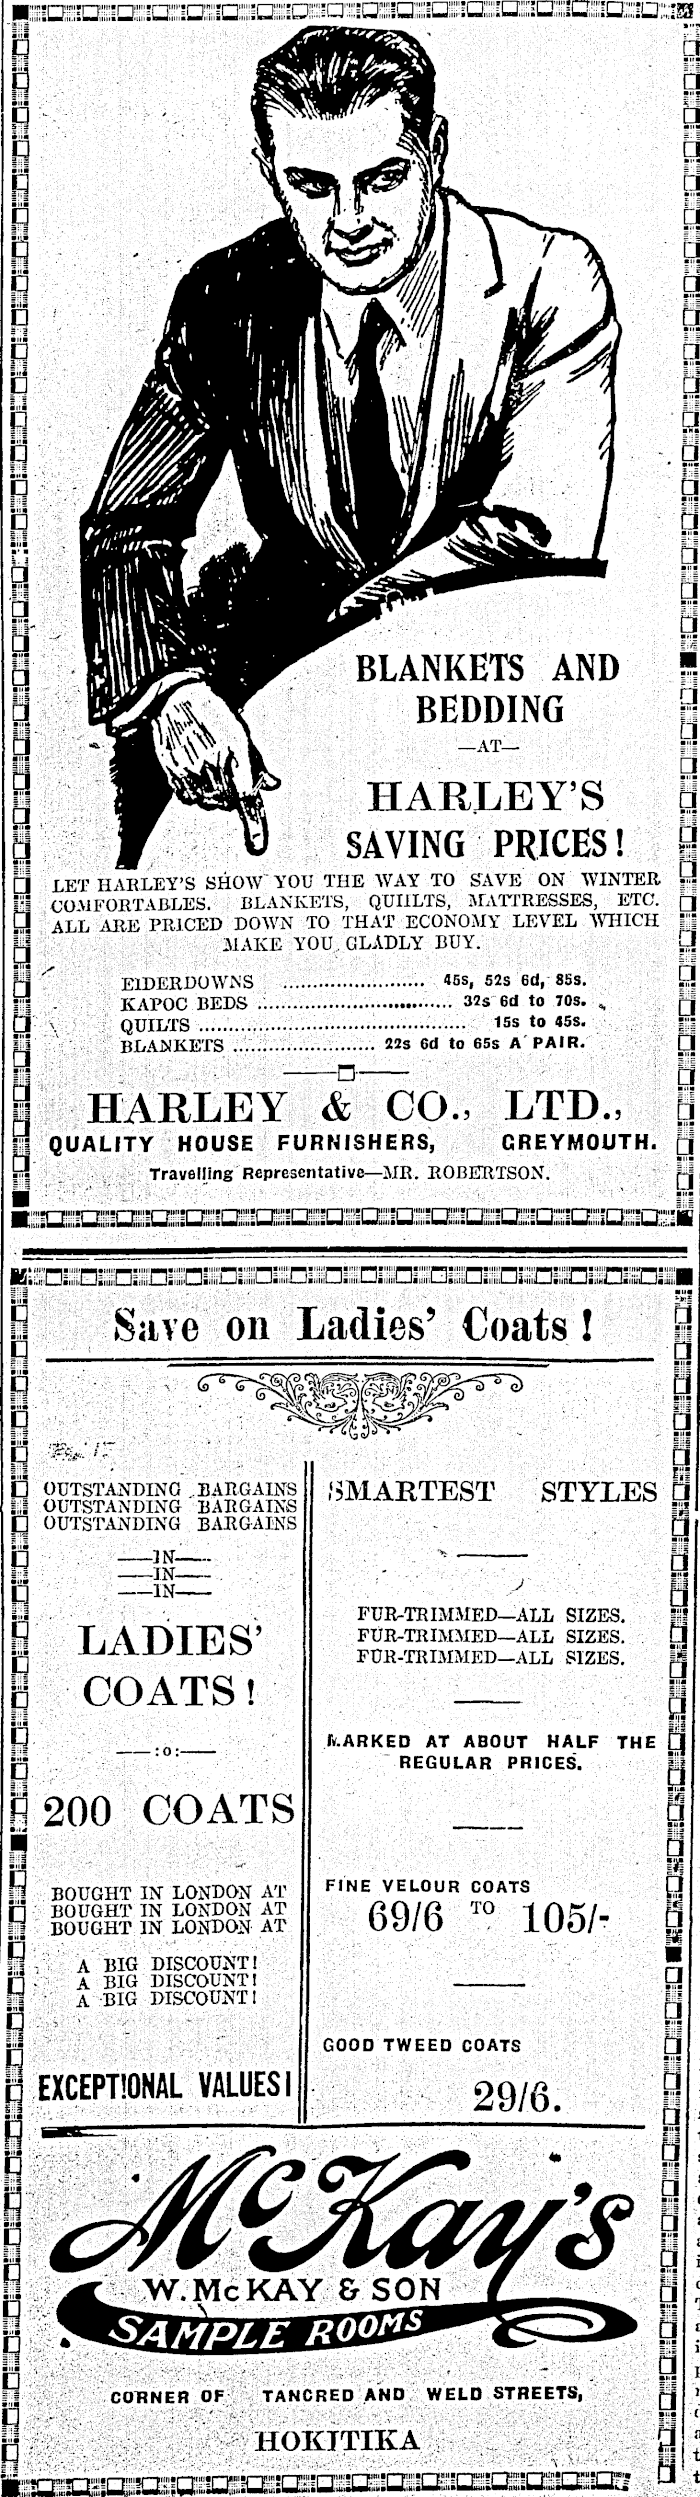 BLANKETS AND
BEDDING
—AT—
HARLEY'S
SAVING PRICES!
LET HARLEY'S SHOW YOU THE WAY TO SAVE ON WINTER
COMFORTABLES. BLANKETS, QUILTS, MATTRESSES, ETC.
ALL ARE PRICED DOWN TO THAT ECONOMY LEVEL WHICH
MAKE YOU GLADLY BUY.
EIDERDOWNS ........................ 45s, 52s 6d, 85s.
KAPOC BEDS ................................ 32s 6d to 70s.
QUILTS ............................................ 15s to 45s.
BLANKETS ........................ 22s 6d to 65s A PAIR.
HARLEY & CO., LTD.,
QUALITY HOUSE FURNISHERS, GREYMOUTH.
Travelling Representative—MR. ROBERTSON.
Save on Ladies' Coats!
OUTSTANDING BARGAINS
OUTSTANDING BARGAINS
OUTSTANDING BARGAINS
—IN—
—IN—
—IN—
LADIES'
COATS!
—:o:—
200 COATS
BOUGHT IN LONDON AT
BOUGHT IN LONDON AT
BOUGHT IN LONDON AT
A BIG DISCOUNT!
A BIG DISCOUNT!
A BIG DISCOUNT!
EXCEPTIONAL VALUES!
SMARTEST STYLES
FUR-TRIMMED—ALL SIZES.
FUR-TRIMMED—ALL SIZES.
FUR-TRIMMED—ALL SIZES.
MARKED AT ABOUT HALF THE
REGULAR PRICES.
FINE VELOUR COATS
69/6 TO 105/-
GOOD TWEED COATS
29/6.
McKay's
W. McKAY & SON
SAMPLE ROOMS
CORNER OF TANCRED AND WELD STREETS,
HOKITIKA